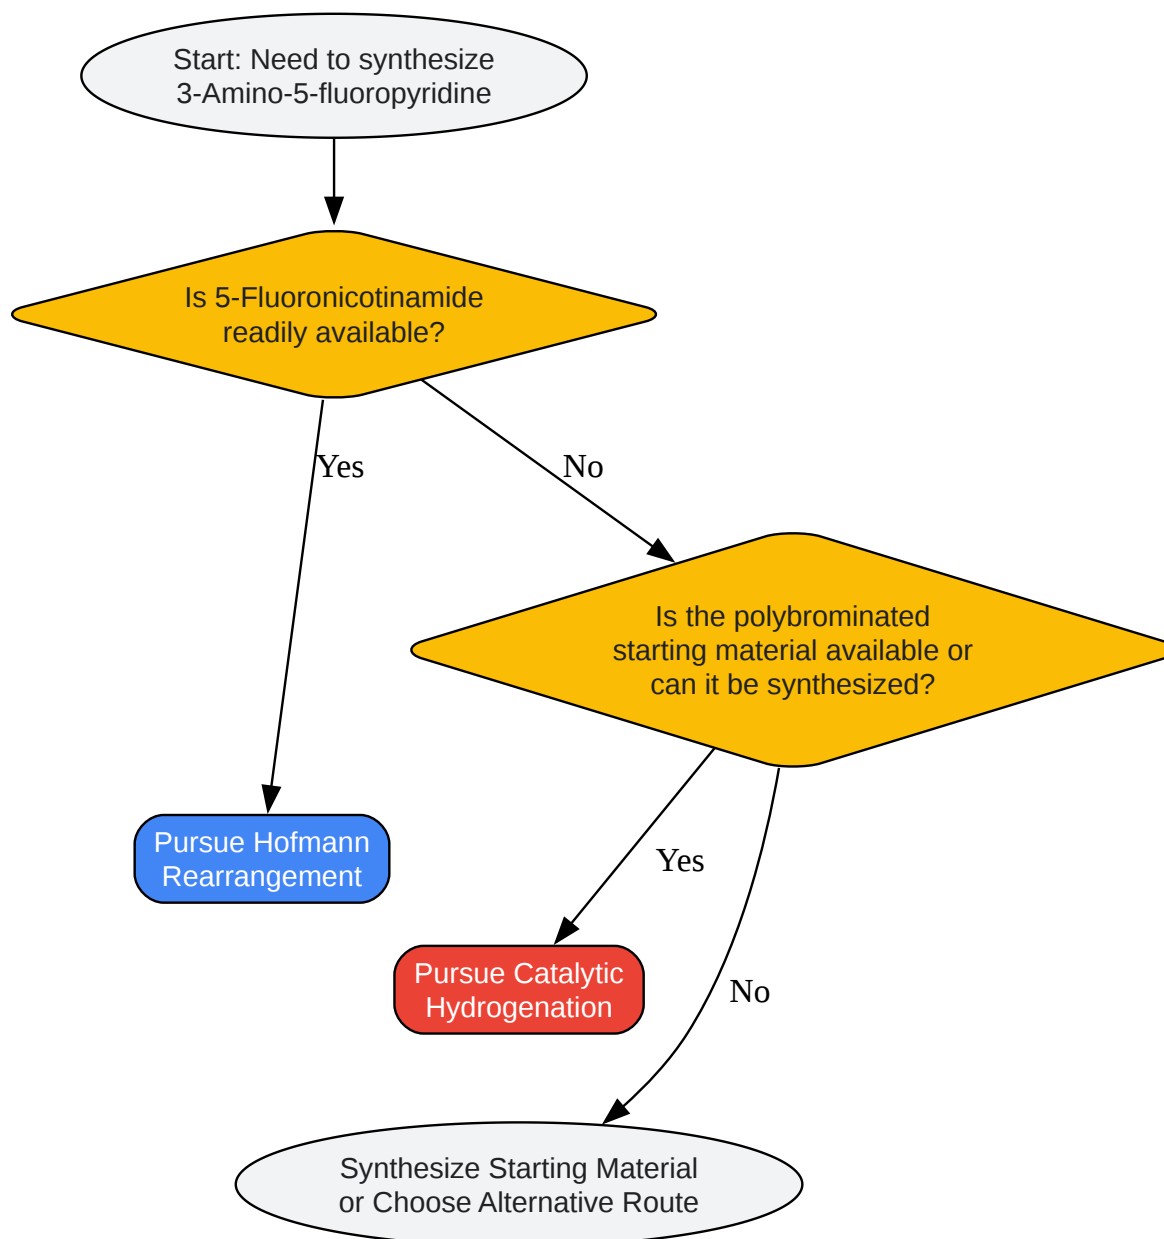 Start: Need to synthesize
3-Amino-5-fluoropyridine
Is 5-Fluoronicotinamide
readily available?
Yes
No
Is the polybrominated
starting material available or
can it be synthesized?
Pursue Hofmann
Rearrangement
Yes
Pursue Catalytic
Hydrogenation
No
Synthesize Starting Material
or Choose Alternative Route